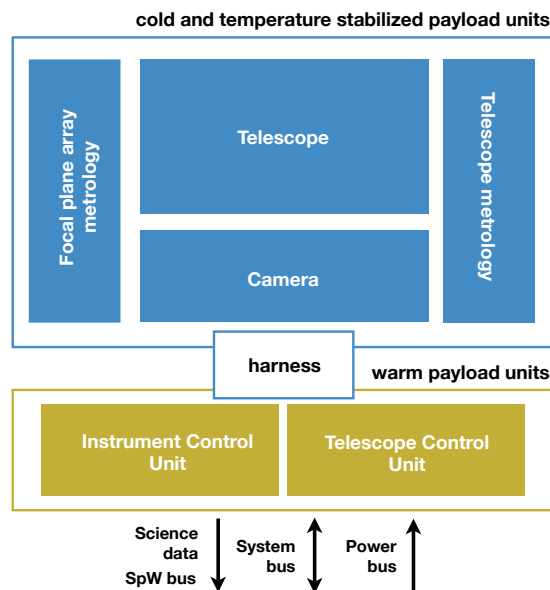 cold and temperature stabilized payload units
Focal plane array
metrology
Telescope
Telescope metrology
Camera
harness
warm payload units
Instrument Control
Unit
Telescope Control
Unit
Science
data
SpW bus
System
bus
Power
bus